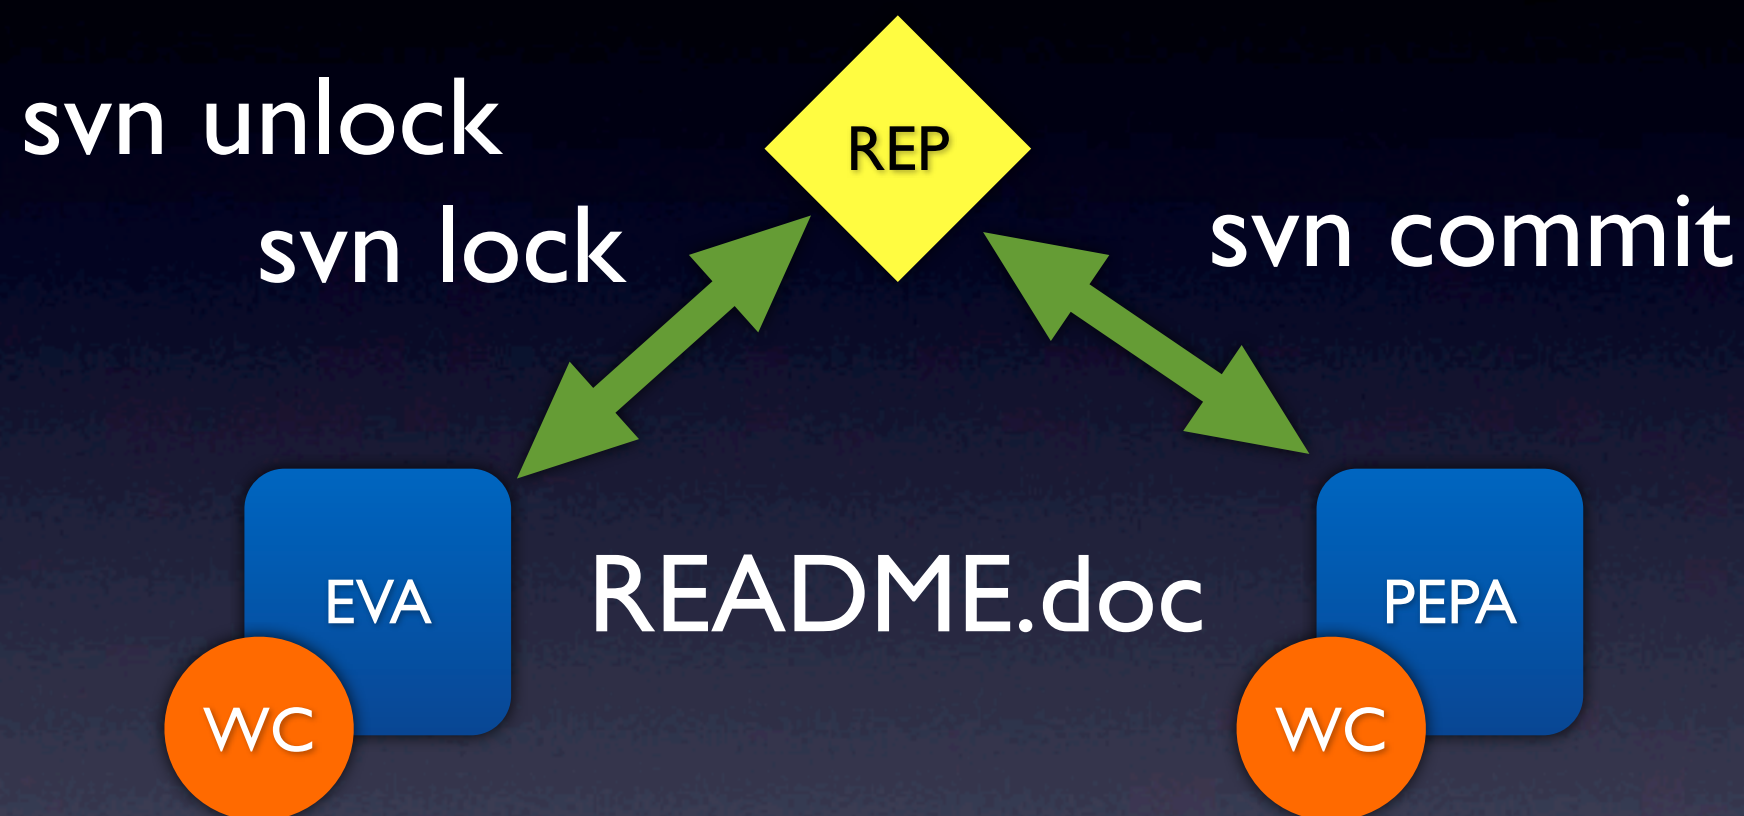 svn unlock
REP
svn lock
svn commit
EVA
README.doc
PEPA
WC
WC